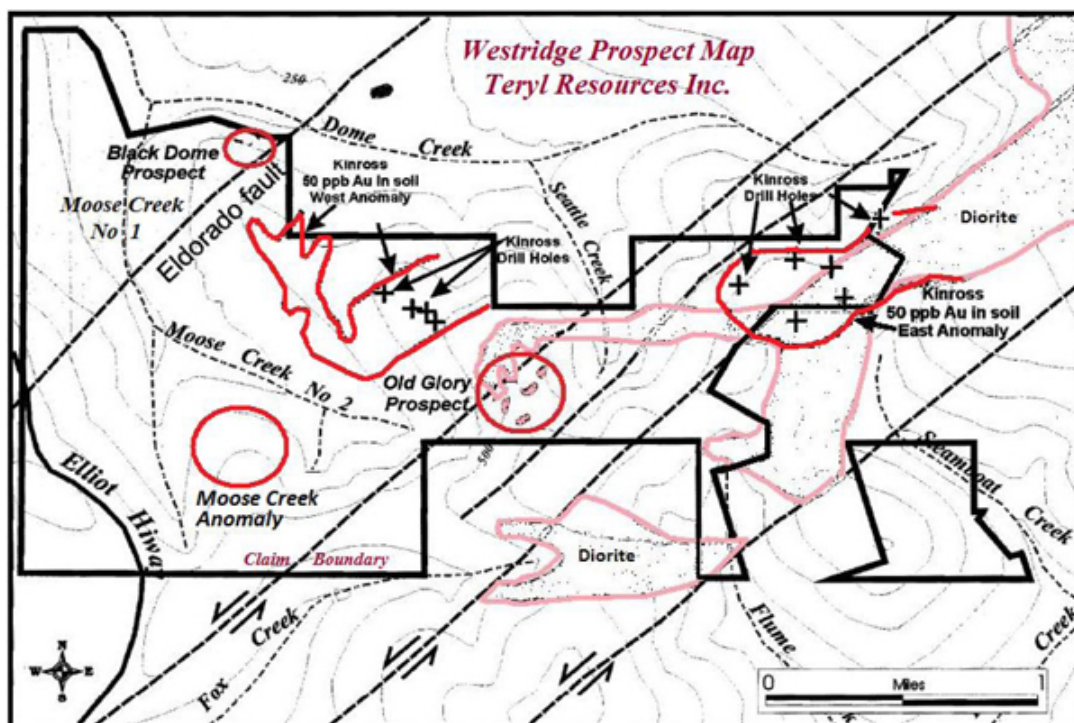 Westridge Prospect Map
Teryl Resources Inc.
250
Dome
Creek
Black Dome
Prospect
Kinross
50 ppb Au in soil
West Anomaly
Moose Creek
No 1
Eldorado fault
Seattle
Creek
Kinross
Drill Holes
Kinross
Drill Holes
Diorite
Kinross
50 ppb Au in soil
East Anomaly
Moose
Creek
No 2
Old Glory
Prospect
500
Elliot
Hiway
Moose Creek
Anomaly
Claim Boundary
Diorite
Steamboat
Creek
Fox
Creek
Flume
Creek
N
W E
S
0 1
Miles